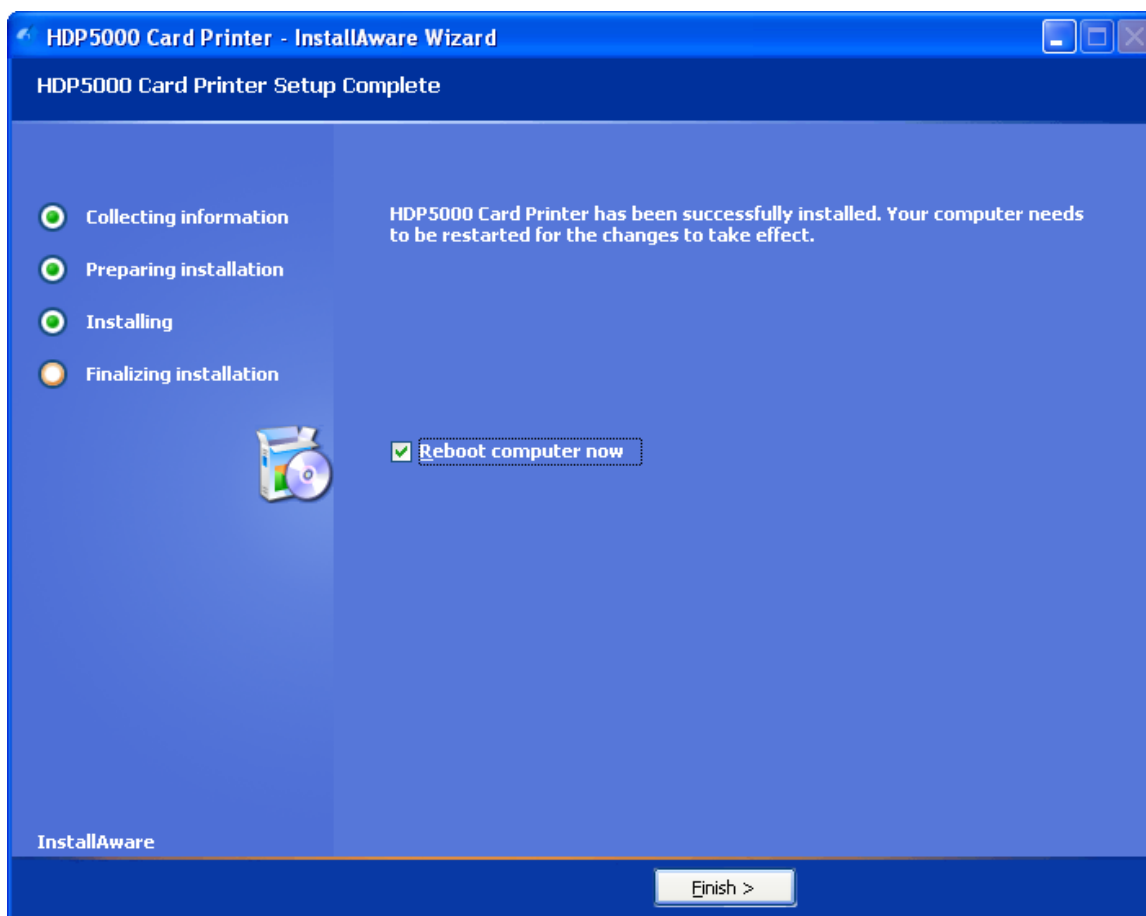 HDP5000 Card Printer - InstallAware Wizard
HDP5000 Card Printer Setup Complete
Collecting information
Preparing installation
Installing
Finalizing installation
HDP5000 Card Printer has been successfully installed. Your computer needs
to be restarted for the changes to take effect.
Reboot computer now
InstallAware
Finish >